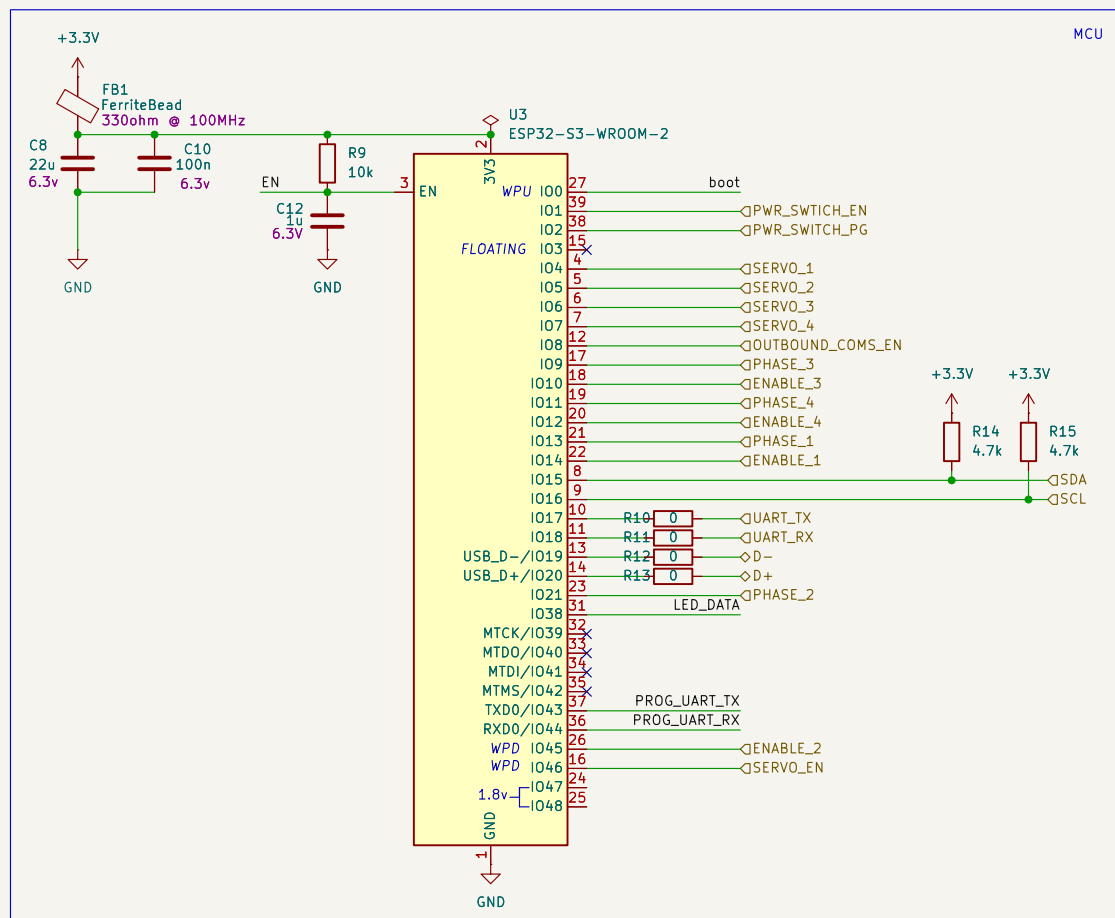 MCU
+3.3V
FB1
FerriteBead
330ohm @ 100MHz
C8
22u
6.3v
C10
100n
6.3v
GND
R9
10k
EN
C12
1u
6.3V
GND
U3
ESP32-S3-WROOM-2
2
3V3
3 EN
WPU IO0 27 boot
IO1 39 PWR_SWTICH_EN
IO2 38 PWR_SWITCH_PG
FLOATING IO3 15
IO4 4 SERVO_1
IO5 5 SERVO_2
IO6 6 SERVO_3
IO7 7 SERVO_4
IO8 12 OUTBOUND_COMS_EN
IO9 17 PHASE_3
IO10 18 ENABLE_3
IO11 19 PHASE_4
IO12 20 ENABLE_4
IO13 21 PHASE_1
IO14 22 ENABLE_1
IO15 8 SDA
IO16 9 SCL
+3.3V
R14
4.7k
+3.3V
R15
4.7k
IO17 10 R10 0 UART_TX
IO18 11 R11 0 UART_RX
USB_D-/IO19 13 R12 0 D-
USB_D+/IO20 14 R13 0 D+
IO21 23 PHASE_2
IO38 31 LED_DATA
MTCK/IO39 32
MTDO/IO40 33
MTDI/IO41 34
MTMS/IO42 35
TXD0/IO43 37 PROG_UART_TX
RXD0/IO44 36 PROG_UART_RX
WPD IO45 26 ENABLE_2
WPD IO46 16 SERVO_EN
IO47 24
1.8v
IO48 25
GND
1
GND